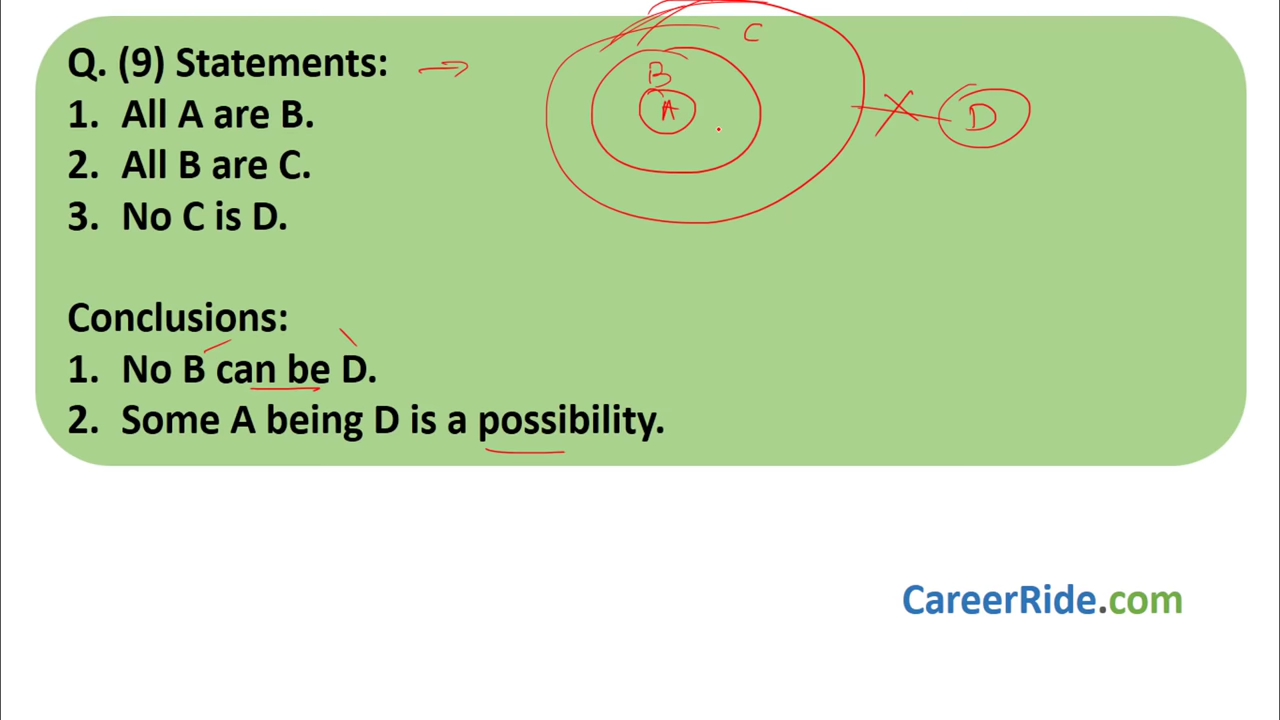 Q. (9) Statements:
1. All A are B.
2. All B are C.
3. No C is D.
Conclusions:
1. No B can be D.
2. Some A being D is a possibility.
C
B
A
D
CareerRide.com